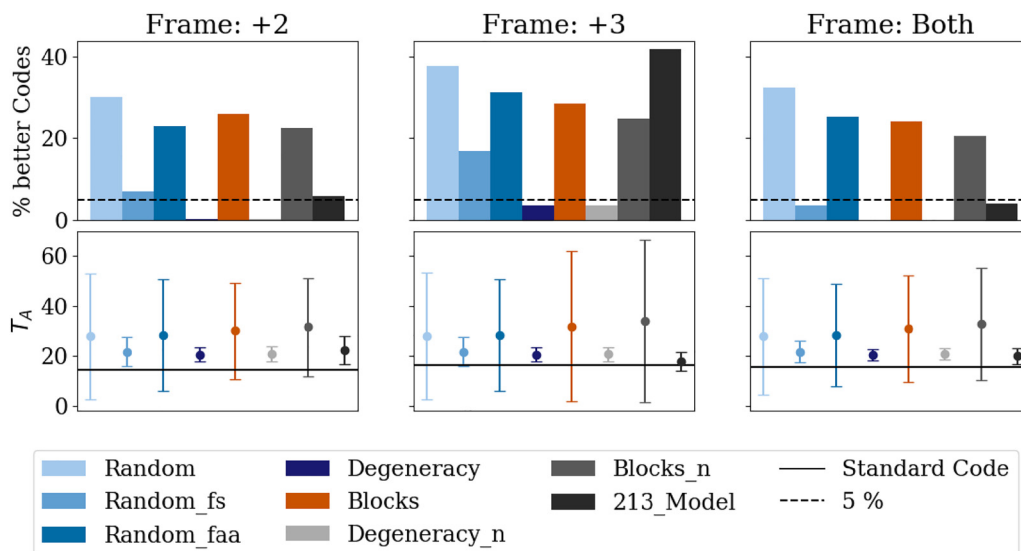 Frame: +2 Frame: +3 Frame: Both
% better Codes
40
20
0
T_A
60
40
20
0
Random Degeneracy Blocks_n Standard Code
Random_fs Blocks 213_Model 5 %
Random_faa Degeneracy_n